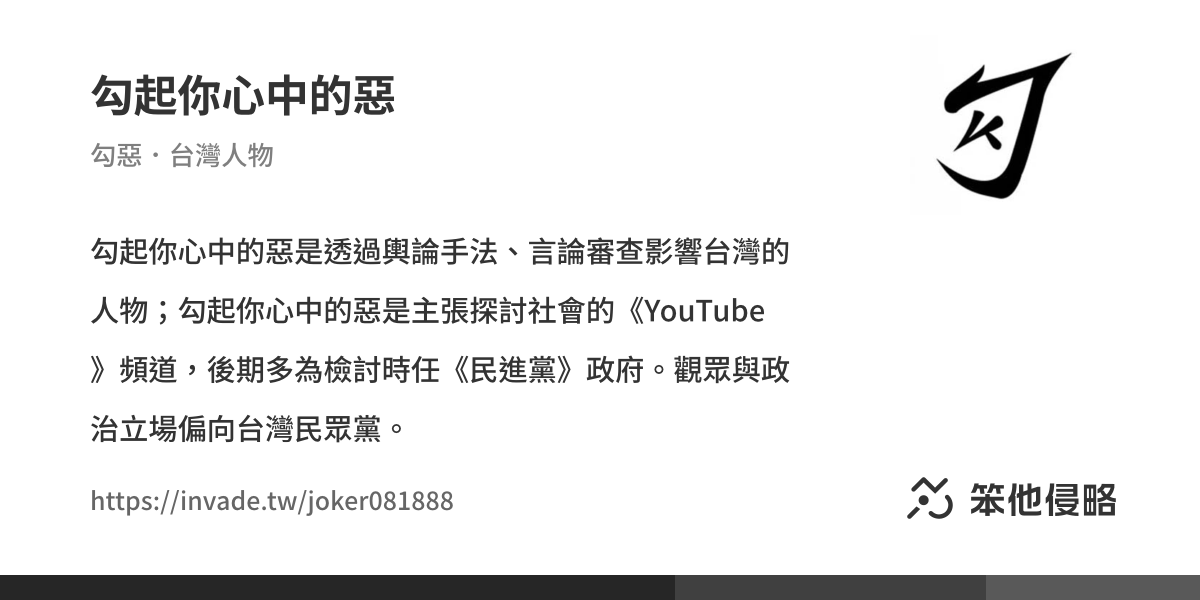 勾起你心中的惡
勾惡・台灣人物
勾起你心中的惡是透過輿論手法、言論審查影響台灣的
人物；勾起你心中的惡是主張探討社會的《YouTube
》頻道，後期多為檢討時任《民進黨》政府。觀眾與政
治立場偏向台灣民眾黨。
https://invade.tw/joker081888
笨他侵略